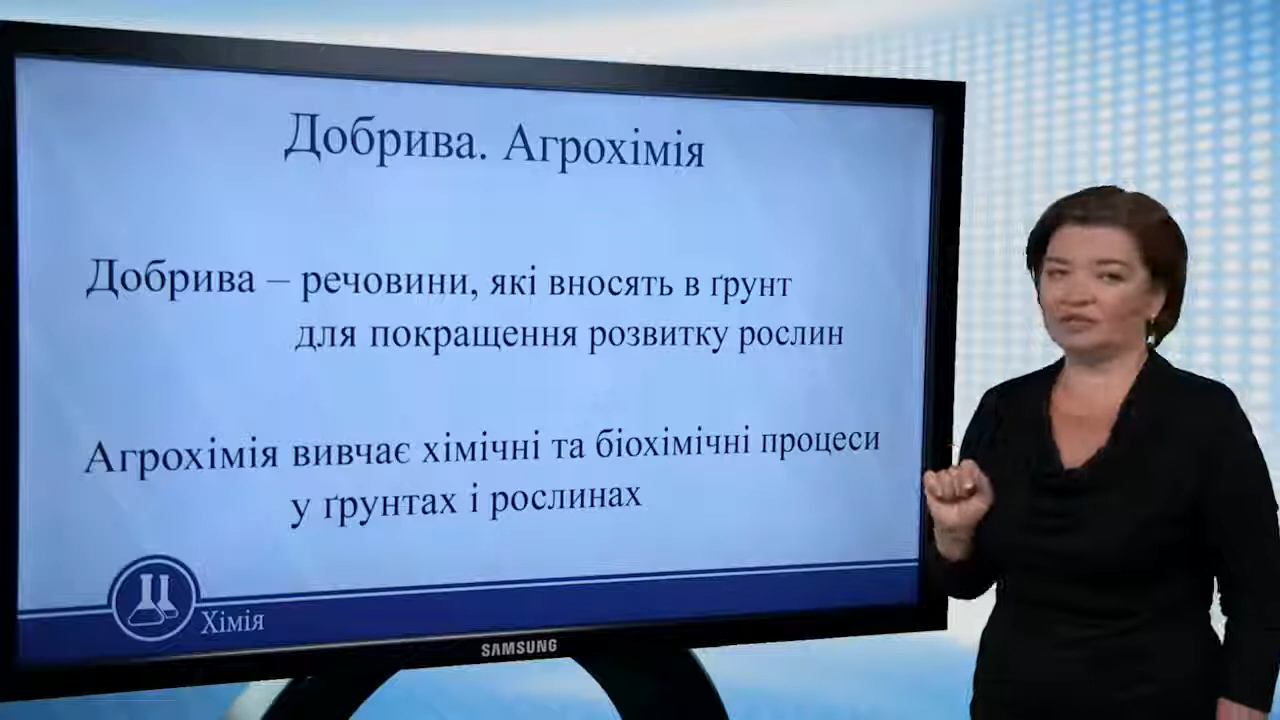 Добрива. Агрохімія
Добрива – речовини, які вносять в ґрунт
для покращення розвитку рослин
Агрохімія вивчає хімічні та біохімічні процеси
у ґрунтах і рослинах
Хімія
SAMSUNG